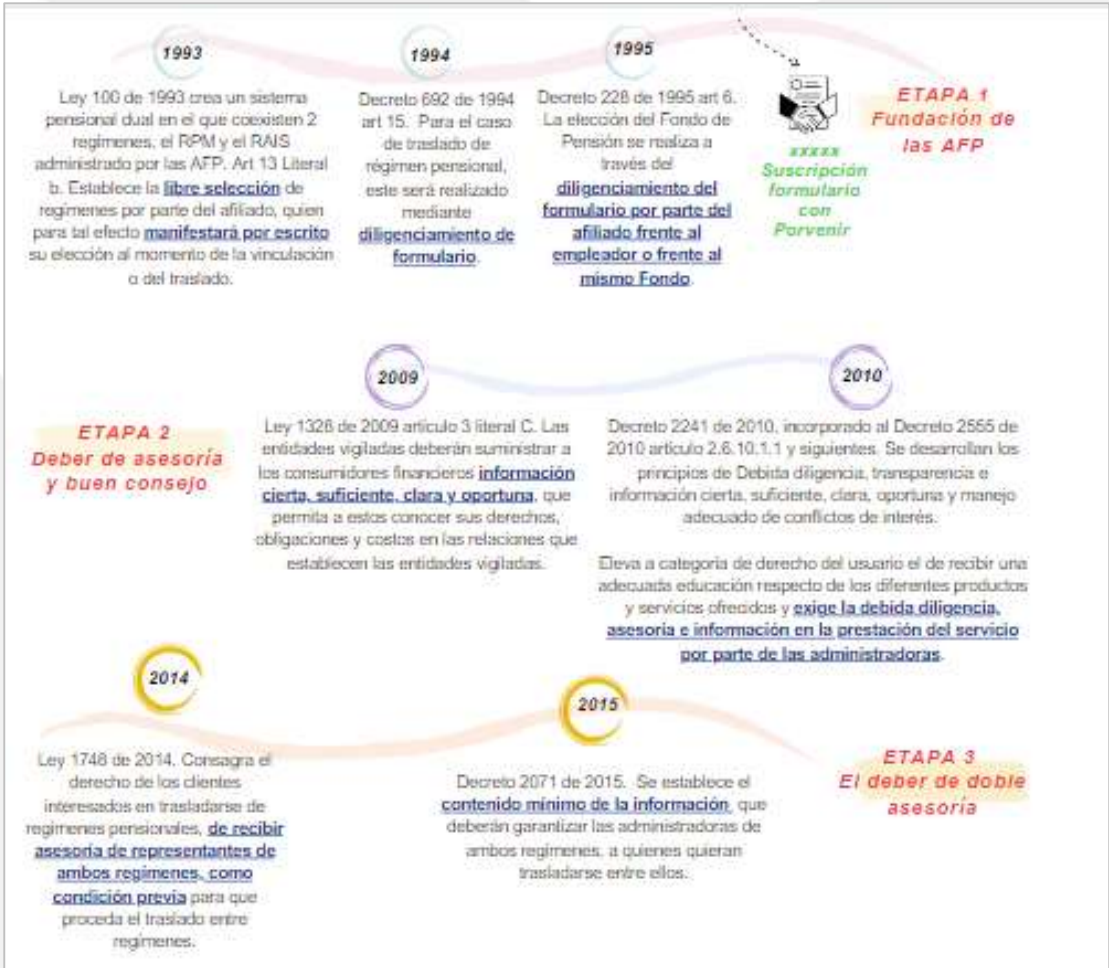 1993
Ley 100 de 1993 crea un sistema
pensional dual en el que coexisten 2
regímenes, el RPM y el RAIS
administrado por las AFP. Art 13 Literal
b. Establece la libre selección de
regímenes por parte del afiliado, quien
para tal efecto manifestará por escrito
su elección al momento de la vinculación
o del traslado.
1994
Decreto 692 de 1994
art 15. Para el caso
de traslado de
régimen pensional,
este será realizado
mediante
diligenciamiento de
formulario.
1995
Decreto 228 de 1995 art 6.
La elección del Fondo de
Pensión se realiza a
través del
diligenciamiento del
formulario por parte del
afiliado frente al
empleador o frente al
mismo Fondo.
xxxxx
Suscripción
formulario
con
Porvenir
ETAPA 1
Fundación de
las AFP
ETAPA 2
Deber de asesoría
y buen consejo
2009
Ley 1328 de 2009 artículo 3 literal C. Las
entidades vigiladas deberán suministrar a
los consumidores financieros información
cierta, suficiente, clara y oportuna, que
permita a estos conocer sus derechos,
obligaciones y costos en las relaciones que
establecen las entidades vigiladas.
2010
Decreto 2241 de 2010, incorporado al Decreto 2555 de
2010 artículo 2.6.10.1.1 y siguientes. Se desarrollan los
principios de Debida diligencia, transparencia e
información cierta, suficiente, clara, oportuna y manejo
adecuado de conflictos de interés.
Eleva a categoría de derecho del usuario el de recibir una
adecuada educación respecto de los diferentes productos
y servicios ofrecidos y exige la debida diligencia,
asesoría e información en la prestación del servicio
por parte de las administradoras.
2014
Ley 1748 de 2014. Consagra el
derecho de los clientes
interesados en trasladarse de
regímenes pensionales, de recibir
asesoría de representantes de
ambos regímenes, como
condición previa para que
proceda el traslado entre
regímenes.
2015
Decreto 2071 de 2015. Se establece el
contenido mínimo de la información, que
deberán garantizar las administradoras de
ambos regímenes, a quienes quieran
trasladarse entre ellos.
ETAPA 3
El deber de doble
asesoría